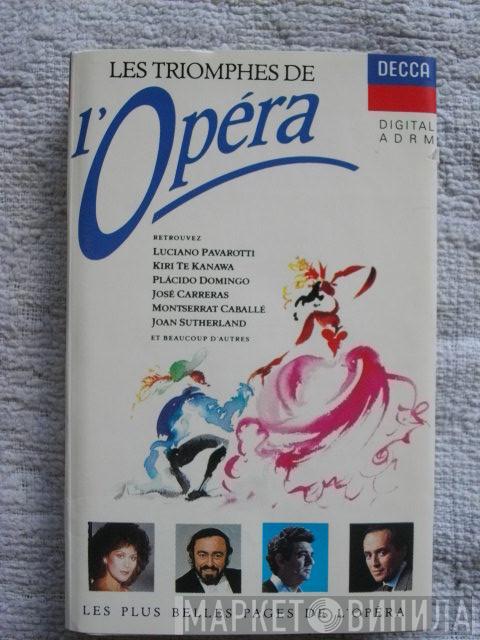 LES TRIOMPHES DE
l'Opéra
DECCA
DIGITAL
A D R M
RETROUVEZ
LUCIANO PAVAROTTI
KIRI TE KANAWA
PLÁCIDO DOMINGO
JOSÉ CARRERAS
MONTSERRAT CABALLÉ
JOAN SUTHERLAND
ET BEAUCOUP D'AUTRES
LES PLUS BELLES PAGES DE L'OPÉRA
МАРКЕТ ВИНИЛА